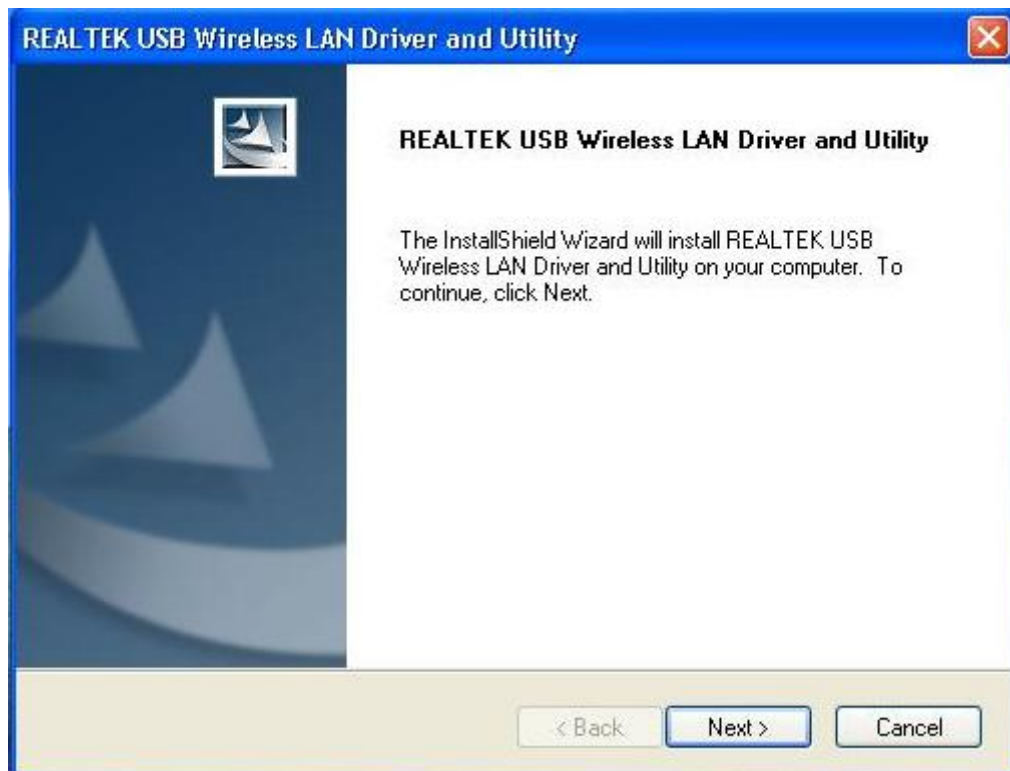 REALTEK USB Wireless LAN Driver and Utility
REALTEK USB Wireless LAN Driver and Utility
The InstallShield Wizard will install REALTEK USB
Wireless LAN Driver and Utility on your computer. To
continue, click Next.
< Back Next > Cancel